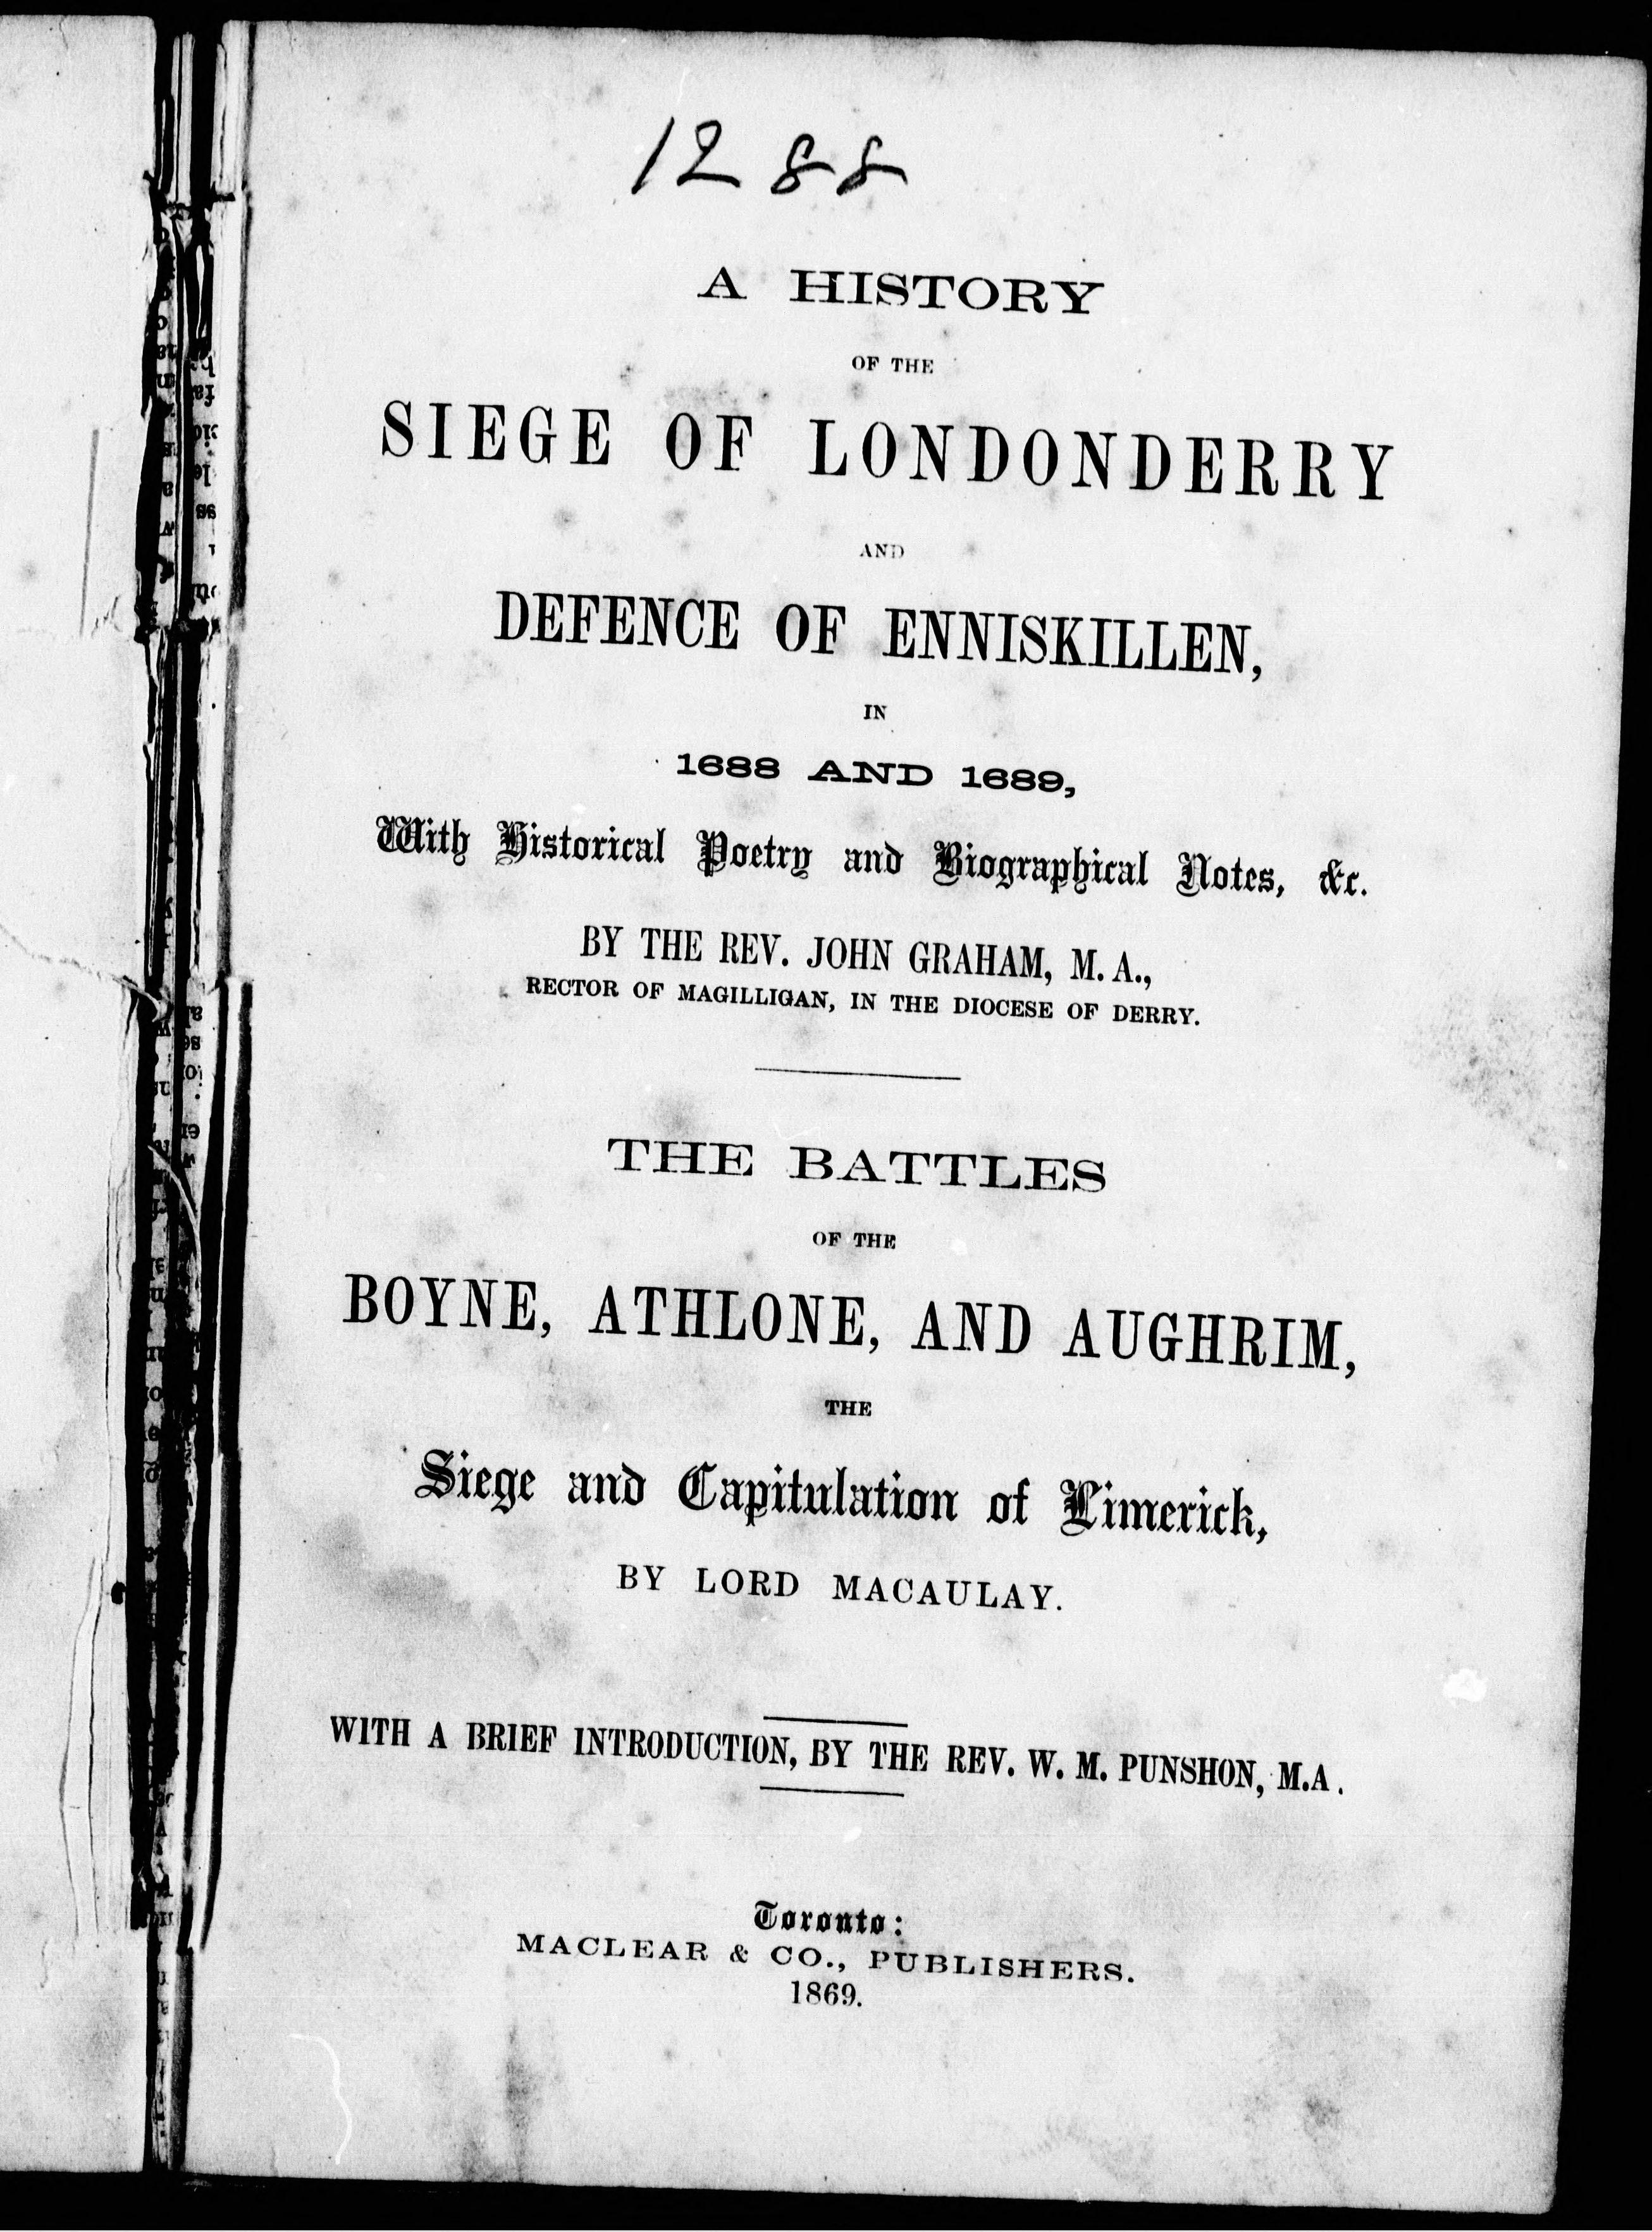 1288
A HISTORY
OF THE
SIEGE OF LONDONDERRY
AND
DEFENCE OF ENNISKILLEN,
IN
1688 AND 1689,
With Historical Poetry and Biographical Notes, &c.
BY THE REV. JOHN GRAHAM, M. A.,
RECTOR OF MAGILLIGAN, IN THE DIOCESE OF DERRY.
THE BATTLES
OF THE
BOYNE, ATHLONE, AND AUGHRIM,
THE
Siege and Capitulation of Limerick,
BY LORD MACAULAY.
WITH A BRIEF INTRODUCTION, BY THE REV. W. M. PUNSHON, M.A.
Toronto:
MACLEAR & CO., PUBLISHERS.
1869.